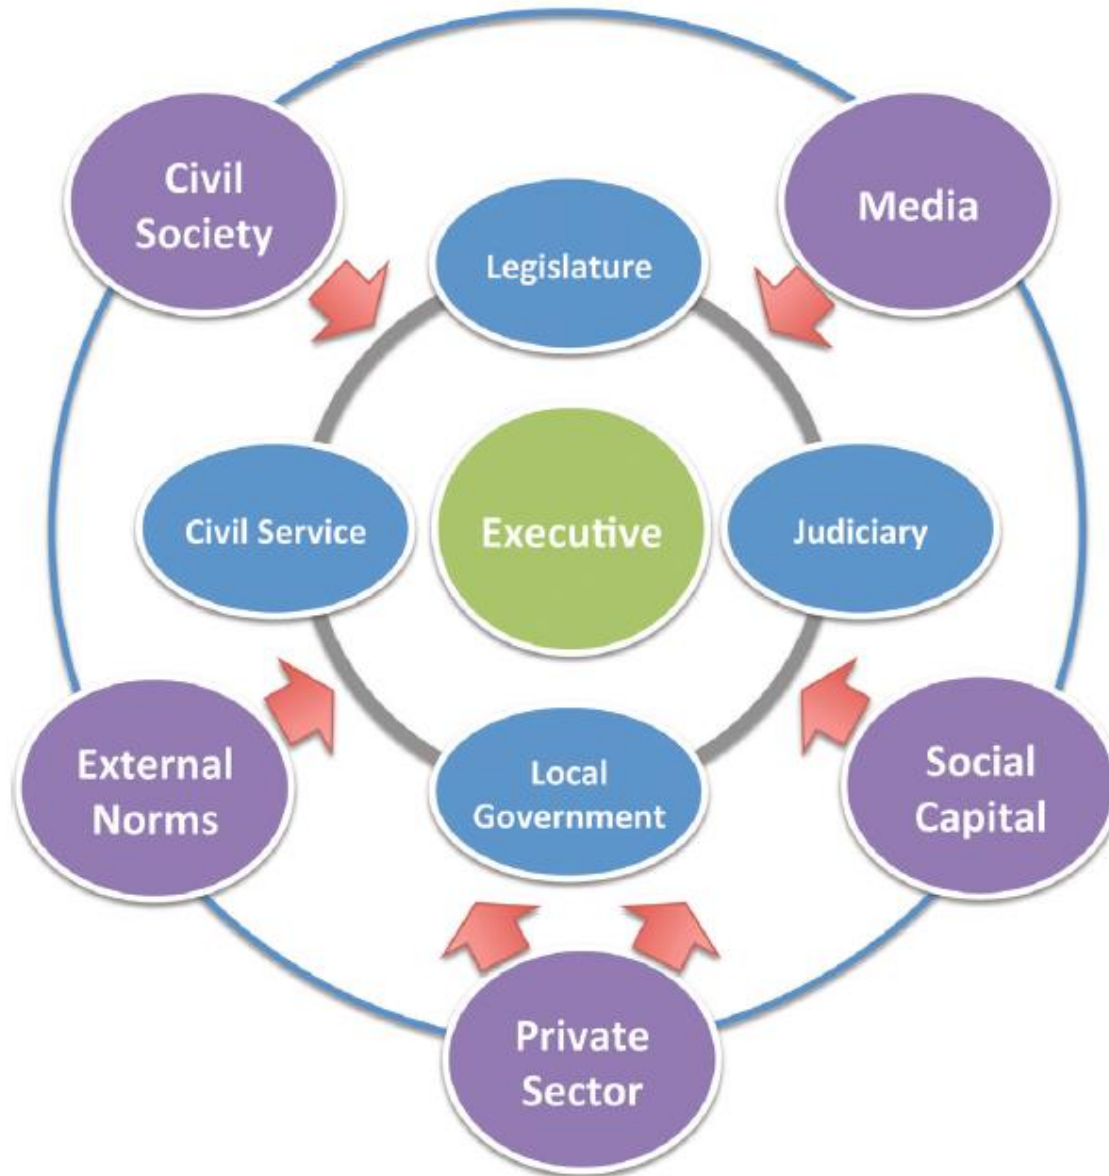 Civil
Society
Media
Legislature
Civil Service
Executive
Judiciary
External
Norms
Local
Government
Social
Capital
Private
Sector